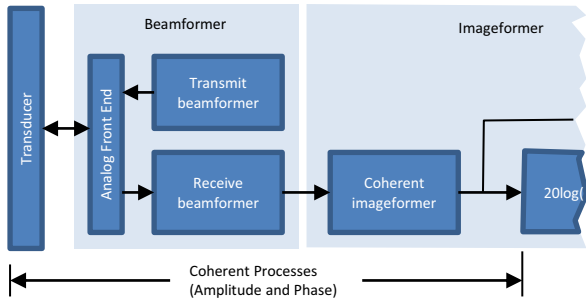 Beamformer
Imageformer
Transducer
Analog Front End
Transmit
beamformer
Receive
beamformer
Coherent
imageformer
20log(
Coherent Processes
(Amplitude and Phase)